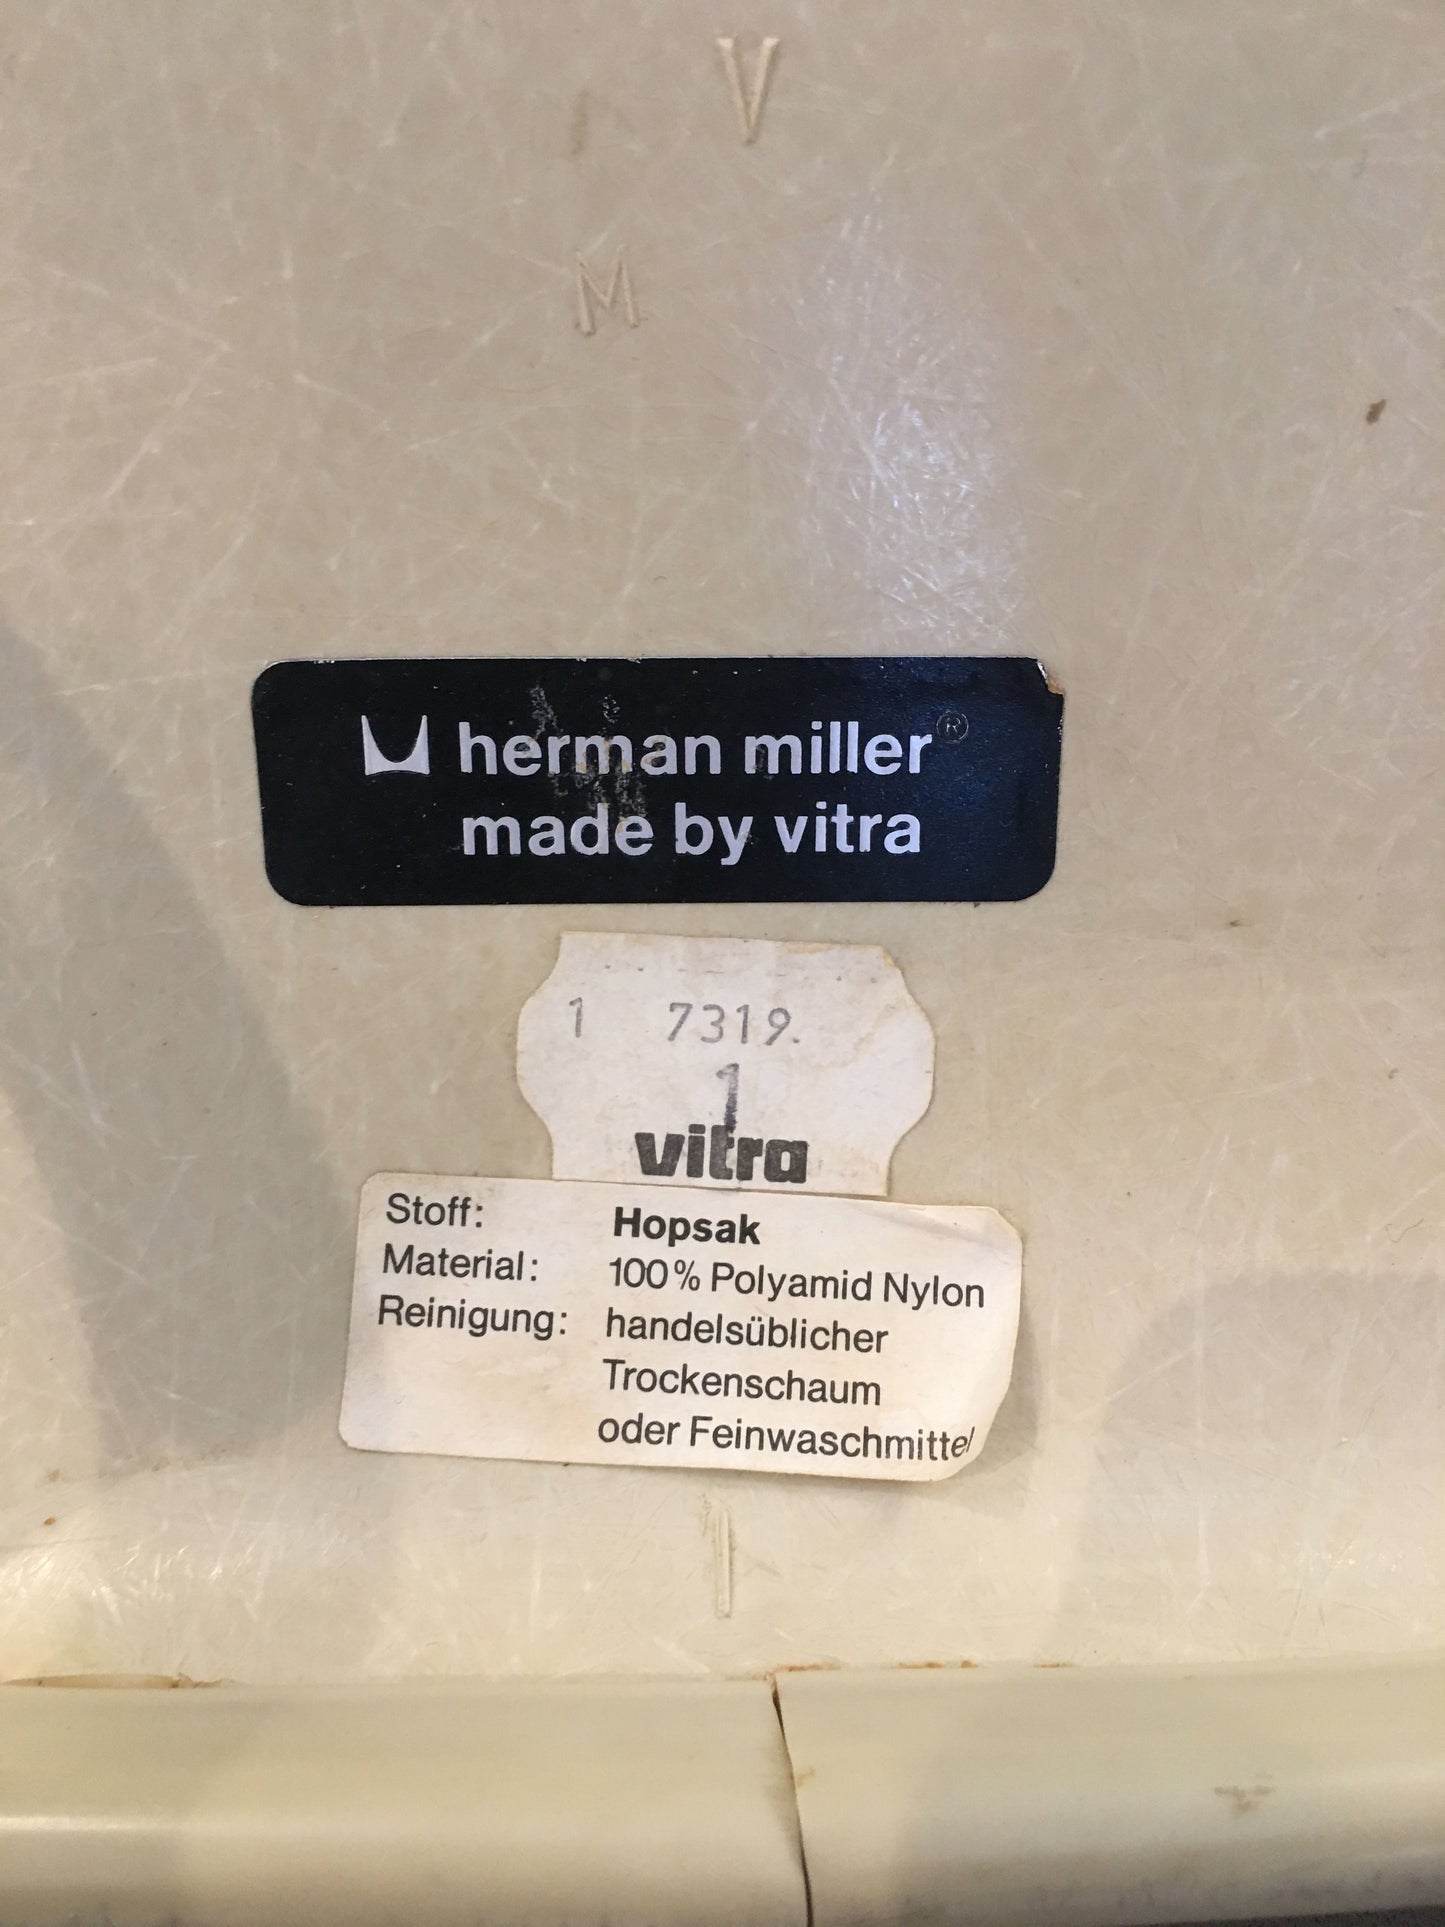 V
M
herman miller®
made by vitra
1 7319.
1
vitra
Stoff: Hopsak
Material: 100% Polyamid Nylon
Reinigung: handelsüblicher
Trockenschaum
oder Feinwaschmittel
I